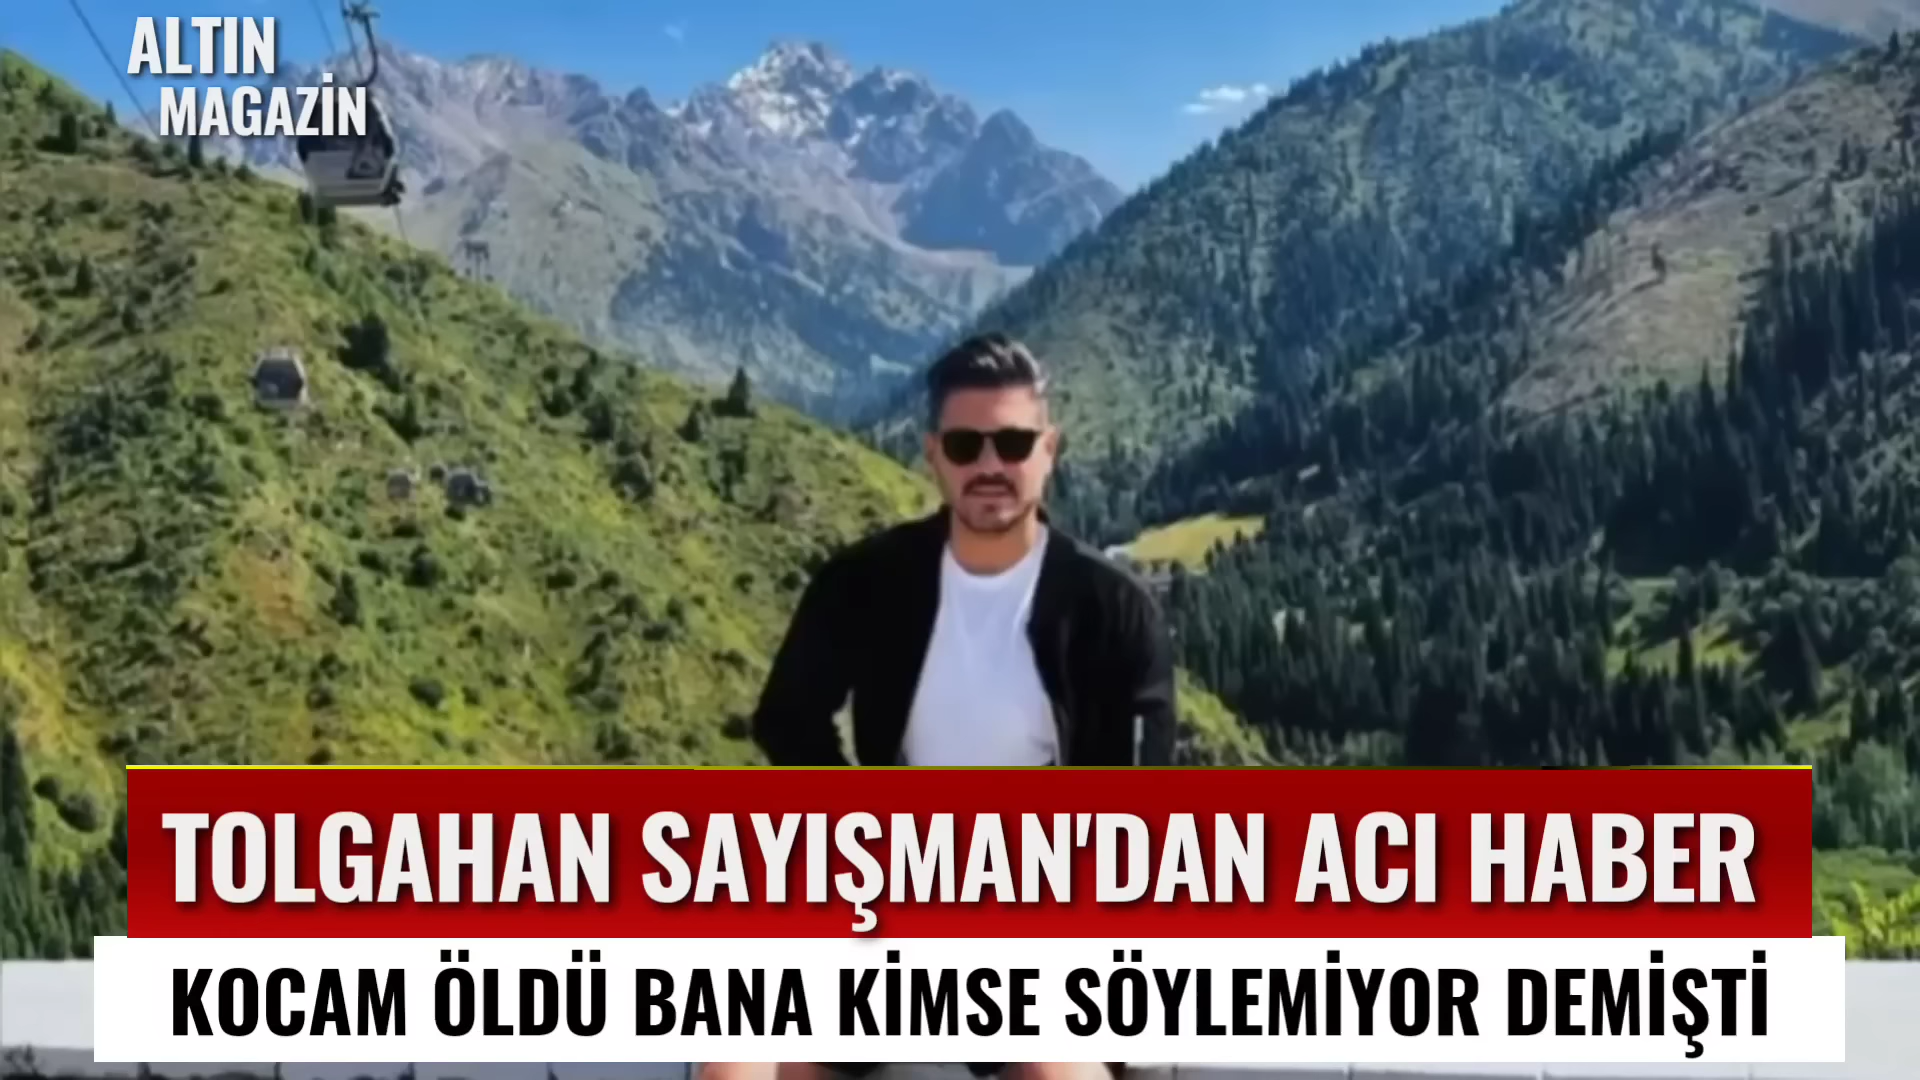 ALTIN
MAGAZİN
TOLGAHAN SAYIŞMAN'DAN ACI HABER
KOCAM ÖLDÜ BANA KİMSE SÖYLEMİYOR DEMİŞTİ